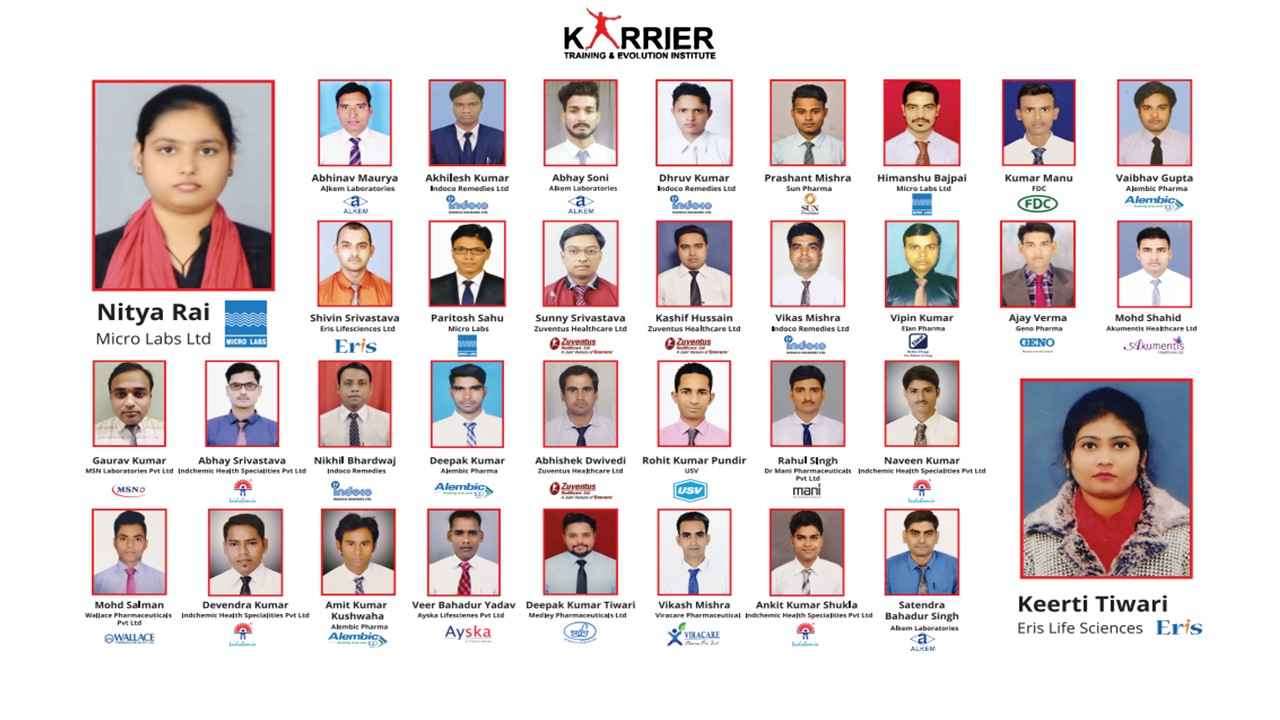 KARRIER
TRAINING & EVOLUTION INSTITUTE
Nitya Rai
Micro Labs Ltd
MICRO LABS
Abhinav Maurya
Alkem Laboratories
ALKEM
Akhilesh Kumar
Indoco Remedies Ltd
indoco
Abhay Soni
Alkem Laboratories
ALKEM
Dhruv Kumar
Indoco Remedies Ltd
indoco
Prashant Mishra
Sun Pharma
SUN
Himanshu Bajpai
Micro Labs Ltd
Kumar Manu
FDC
FDC
Vaibhav Gupta
Alembic Pharma
Alembic
Shivin Srivastava
Eris Lifesciences Ltd
Eris
Paritosh Sahu
Micro Labs
Sunny Srivastava
Zuventus Healthcare Ltd
Zuventus
Kashif Hussain
Zuventus Healthcare Ltd
Zuventus
Vikas Mishra
Indoco Remedies Ltd
indoco
Vipin Kumar
Elan Pharma
Ajay Verma
Geno Pharma
GENO
Mohd Shahid
Akumentis Healthcare Ltd
Akumentis
Gaurav Kumar
MSN Laboratories Pvt Ltd
MSN
Abhay Srivastava
Indchemic Health Specialities Pvt Ltd
Nikhil Bhardwaj
Indoco Remedies
indoco
Deepak Kumar
Alembic Pharma
Alembic
Abhishek Dwivedi
Zuventus Healthcare Ltd
Zuventus
Rohit Kumar Pundir
USV
USV
Rahul SIngh
Dr Mani Pharmaceuticals
Pvt Ltd
mani
Naveen Kumar
Indchemic Health Specialities Pvt Ltd
Mohd Salman
Wallace Pharmaceuticals
Pvt Ltd
WALLACE
Devendra Kumar
Indchemic Health Specialities Pvt Ltd
Amit Kumar
Kushwaha
Alembic Pharma
Alembic
Veer Bahadur Yadav
Ayska Lifescienes Pvt Ltd
Ayska
Deepak Kumar Tiwari
Medley Pharmaceuticals Ltd
Vikash Mishra
Viracare Pharmaceutical
VIRACARE
Ankit Kumar Shukla
Indchemic Health Specialities Pvt Ltd
Satendra
Bahadur Singh
Alkem Laboratories
ALKEM
Keerti Tiwari
Eris Life Sciences
Eris